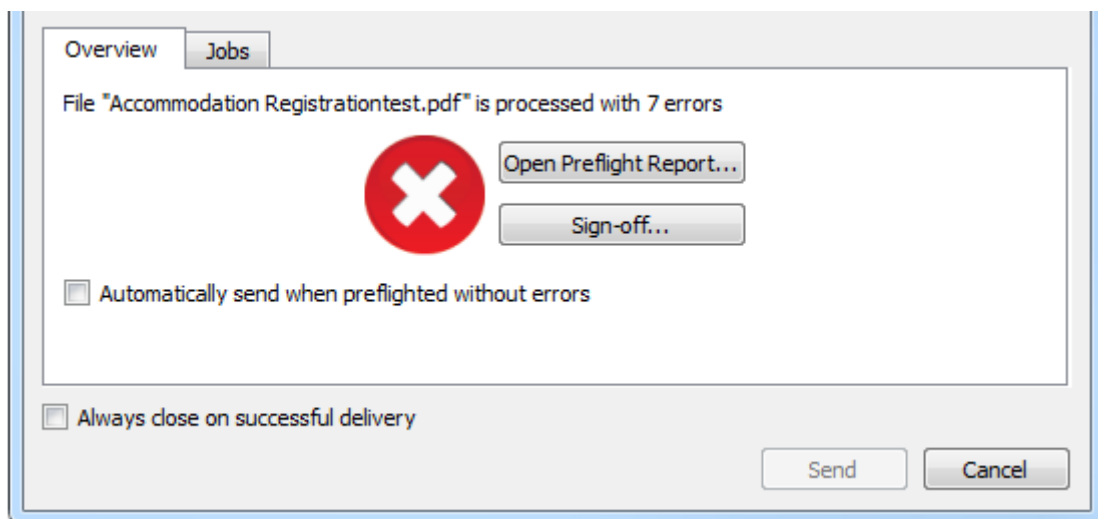 Overview Jobs
File "Accommodation Registrationtest.pdf" is processed with 7 errors
Open Preflight Report...
Sign-off...
Automatically send when preflighted without errors
Always close on successful delivery
Send Cancel